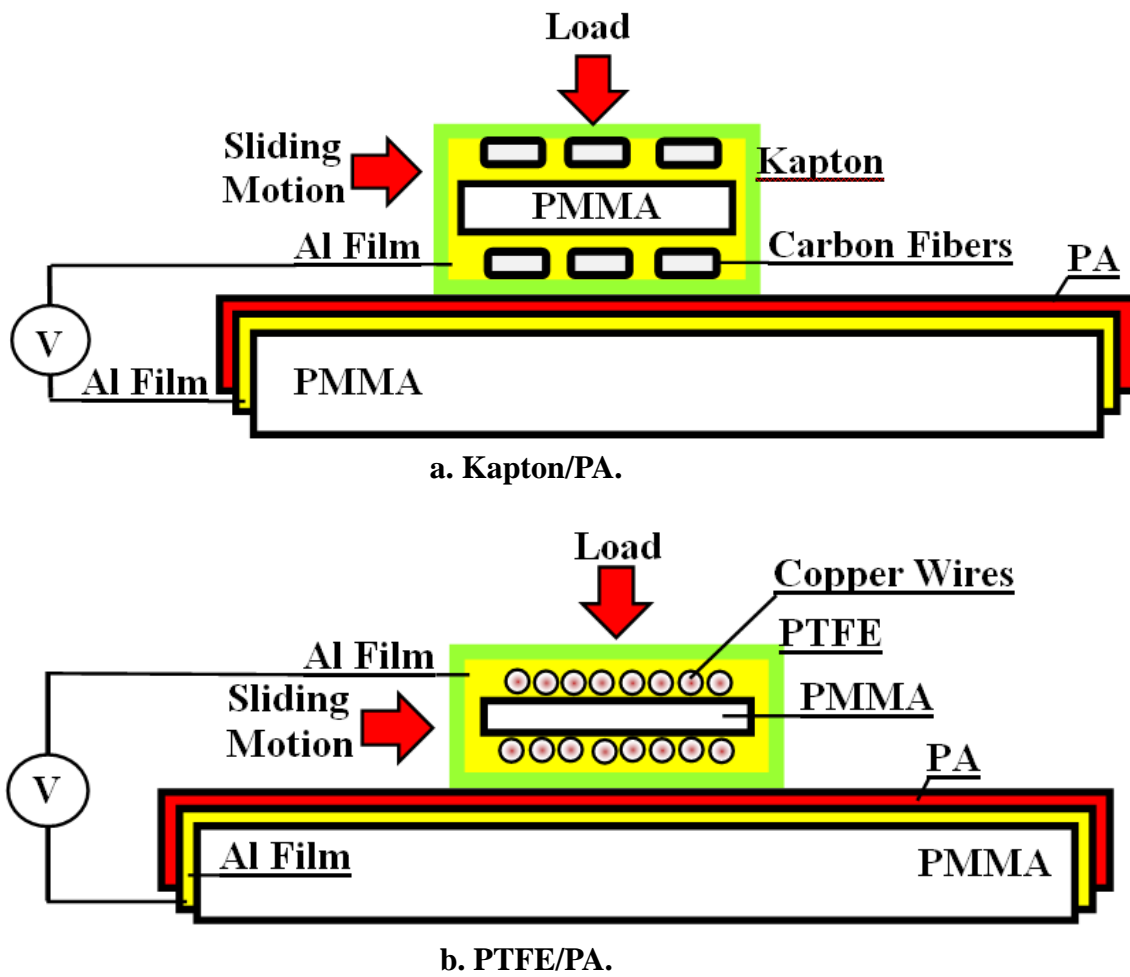 Load
Sliding
Motion
Kapton
PMMA
Al Film
Carbon Fibers
PA
V
Al Film
PMMA
a. Kapton/PA.
Load
Copper Wires
PTFE
Al Film
Sliding
Motion
PMMA
PA
V
Al Film
PMMA
b. PTFE/PA.